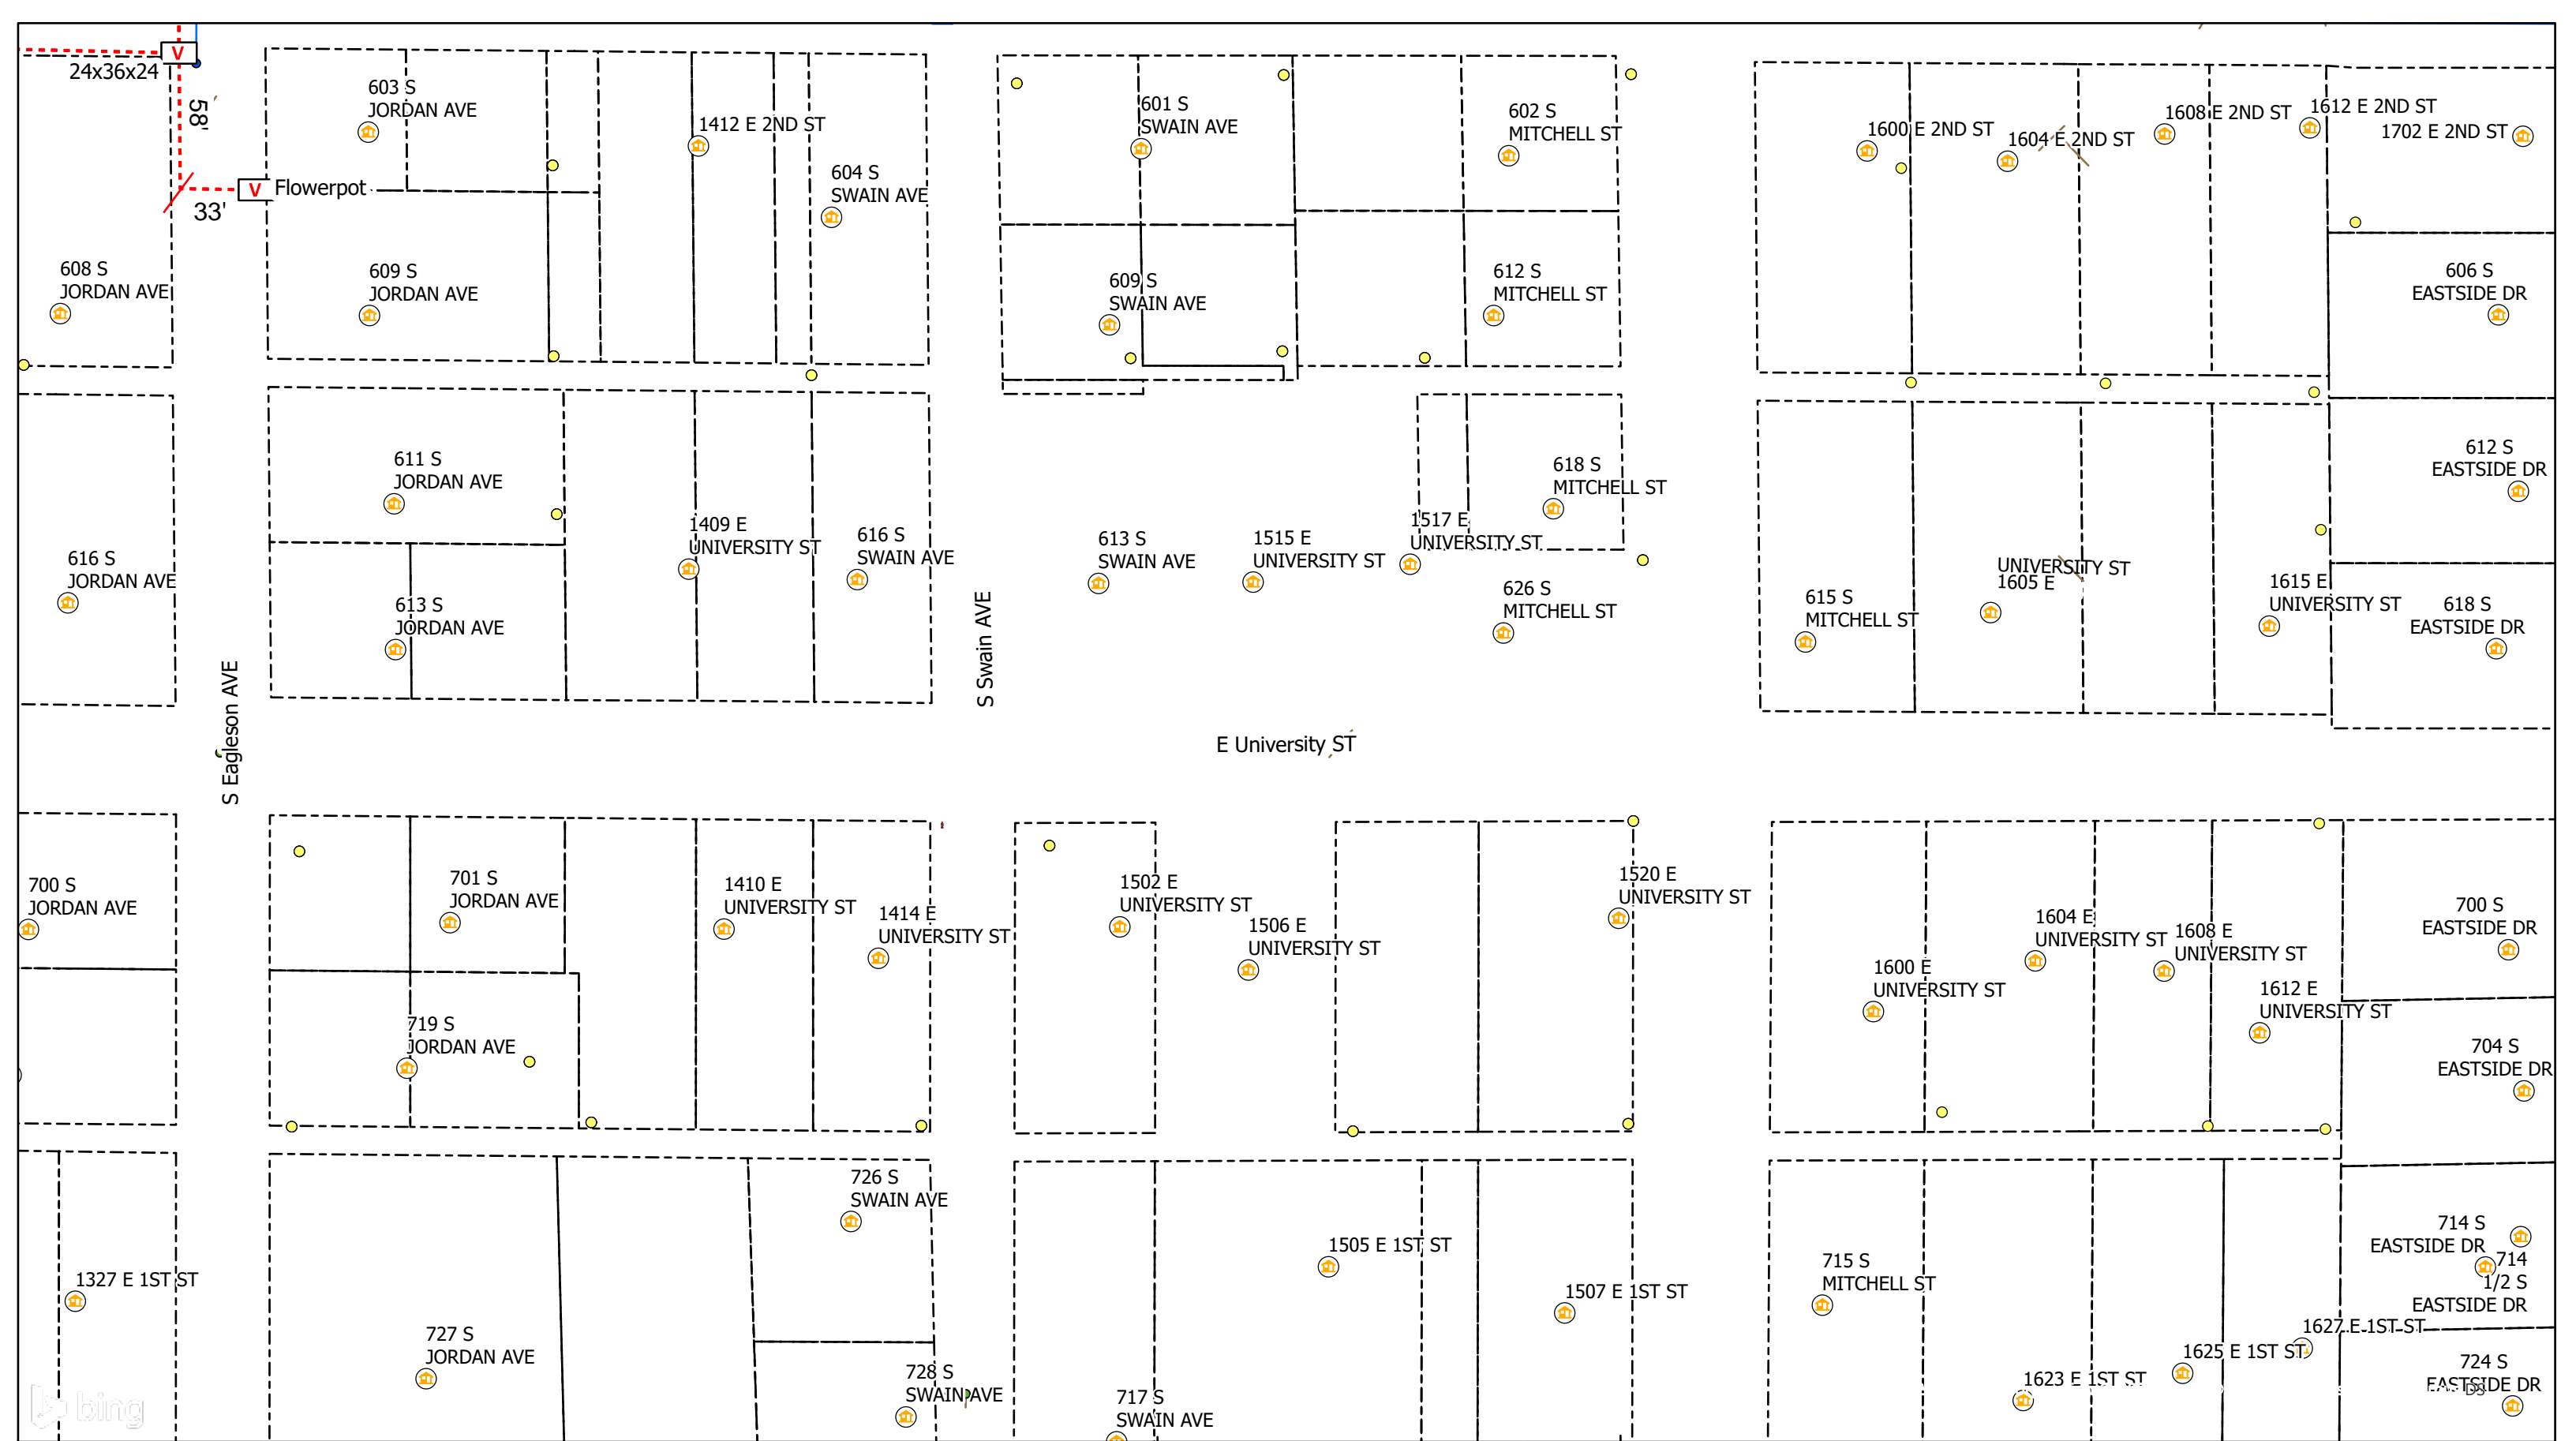 V
24x36x24
58'
V
Flowerpot
33'
603 S
JORDAN AVE
1412 E 2ND ST
604 S
SWAIN AVE
601 S
SWAIN AVE
602 S
MITCHELL ST
1600 E 2ND ST
1604 E 2ND ST
1608 E 2ND ST
1612 E 2ND ST
1702 E 2ND ST
608 S
JORDAN AVE
609 S
JORDAN AVE
609 S
SWAIN AVE
612 S
MITCHELL ST
606 S
EASTSIDE DR
611 S
JORDAN AVE
618 S
MITCHELL ST
612 S
EASTSIDE DR
616 S
JORDAN AVE
613 S
JORDAN AVE
1409 E
UNIVERSITY ST
616 S
SWAIN AVE
613 S
SWAIN AVE
1515 E
UNIVERSITY ST
1517 E
UNIVERSITY ST
626 S
MITCHELL ST
615 S
MITCHELL ST
UNIVERSITY ST
1605 E
1615 E
UNIVERSITY ST
618 S
EASTSIDE DR
S Eagleson AVE
S Swain AVE
E University ST
700 S
JORDAN AVE
701 S
JORDAN AVE
1410 E
UNIVERSITY ST
1414 E
UNIVERSITY ST
1502 E
UNIVERSITY ST
1506 E
UNIVERSITY ST
1520 E
UNIVERSITY ST
1600 E
UNIVERSITY ST
1604 E
UNIVERSITY ST
1608 E
UNIVERSITY ST
1612 E
UNIVERSITY ST
700 S
EASTSIDE DR
719 S
JORDAN AVE
704 S
EASTSIDE DR
726 S
SWAIN AVE
1327 E 1ST ST
727 S
JORDAN AVE
728 S
SWAIN AVE
717 S
SWAIN AVE
1505 E 1ST ST
1507 E 1ST ST
715 S
MITCHELL ST
1623 E 1ST ST
1625 E 1ST ST
1627 E 1ST ST
714 S
EASTSIDE DR
714
1/2 S
EASTSIDE DR
724 S
EASTSIDE DR
DS
bing